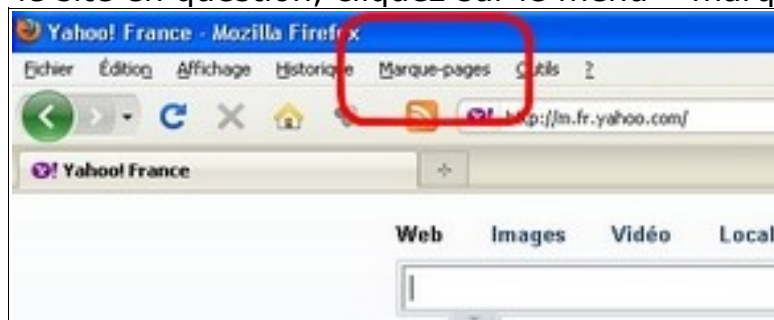 le site en question, cliquez sur le menu « marq
Yahoo! France - Mozilla Firefox
Fichier Édition Affichage Historique Marque-pages Outils ?
http://m.fr.yahoo.com/
Yahoo! France
Web Images Vidéo Local